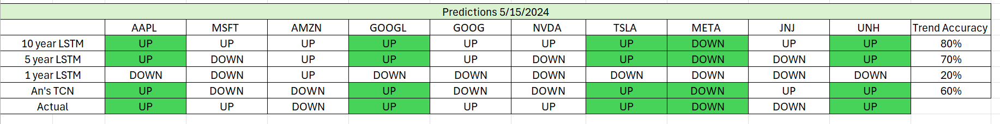 Predictions 5/15/2024
AAPL MSFT AMZN GOOGL GOOG NVDA TSLA META JNJ UNH Trend Accuracy
10 year LSTM UP UP UP UP UP UP UP DOWN UP UP 80%
5 year LSTM UP DOWN UP UP UP DOWN UP DOWN DOWN UP 70%
1 year LSTM DOWN DOWN UP DOWN DOWN DOWN DOWN DOWN DOWN DOWN 20%
An's TCN UP DOWN DOWN UP DOWN DOWN UP DOWN UP UP 60%
Actual UP UP DOWN UP UP UP UP DOWN DOWN UP